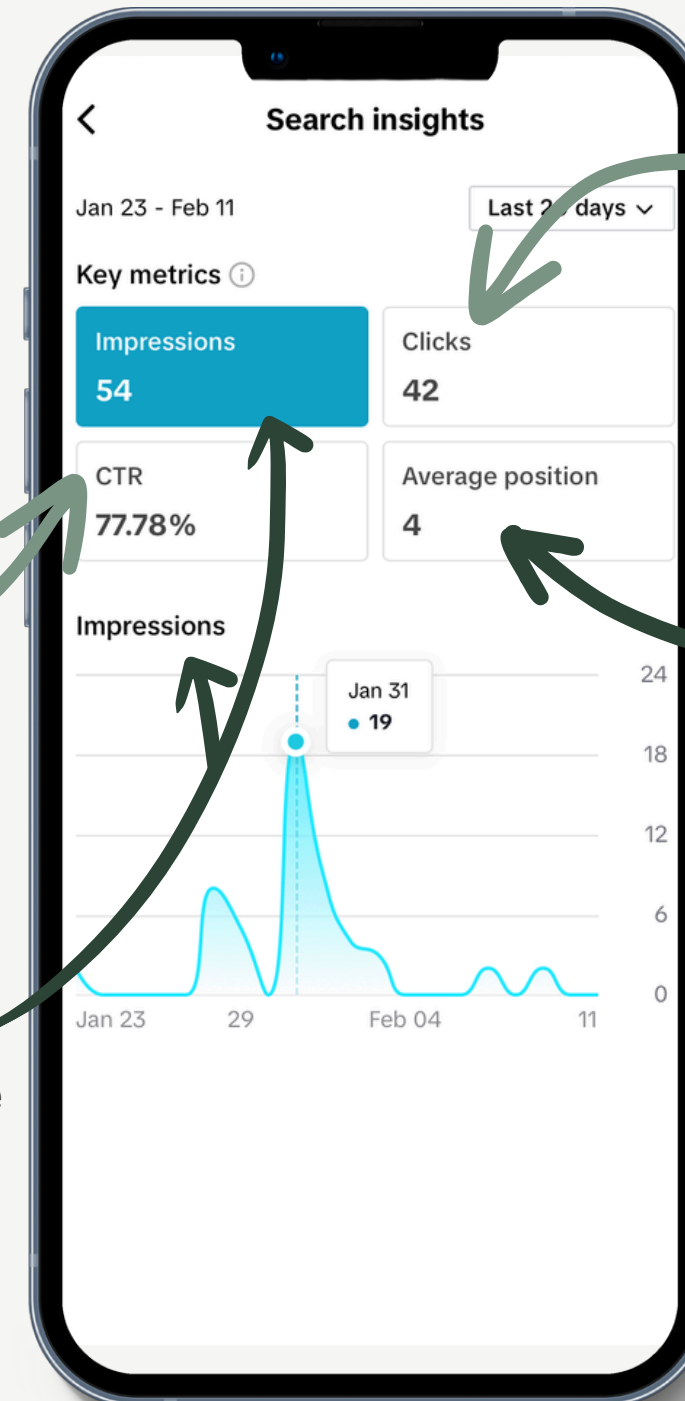 Search insights
Jan 23 - Feb 11
Last 2 days
Key metrics
Impressions
54
Clicks
42
CTR
77.78%
Average position
4
Impressions
24
Jan 31
19
18
12
6
0
Jan 23
29
Feb 04
11